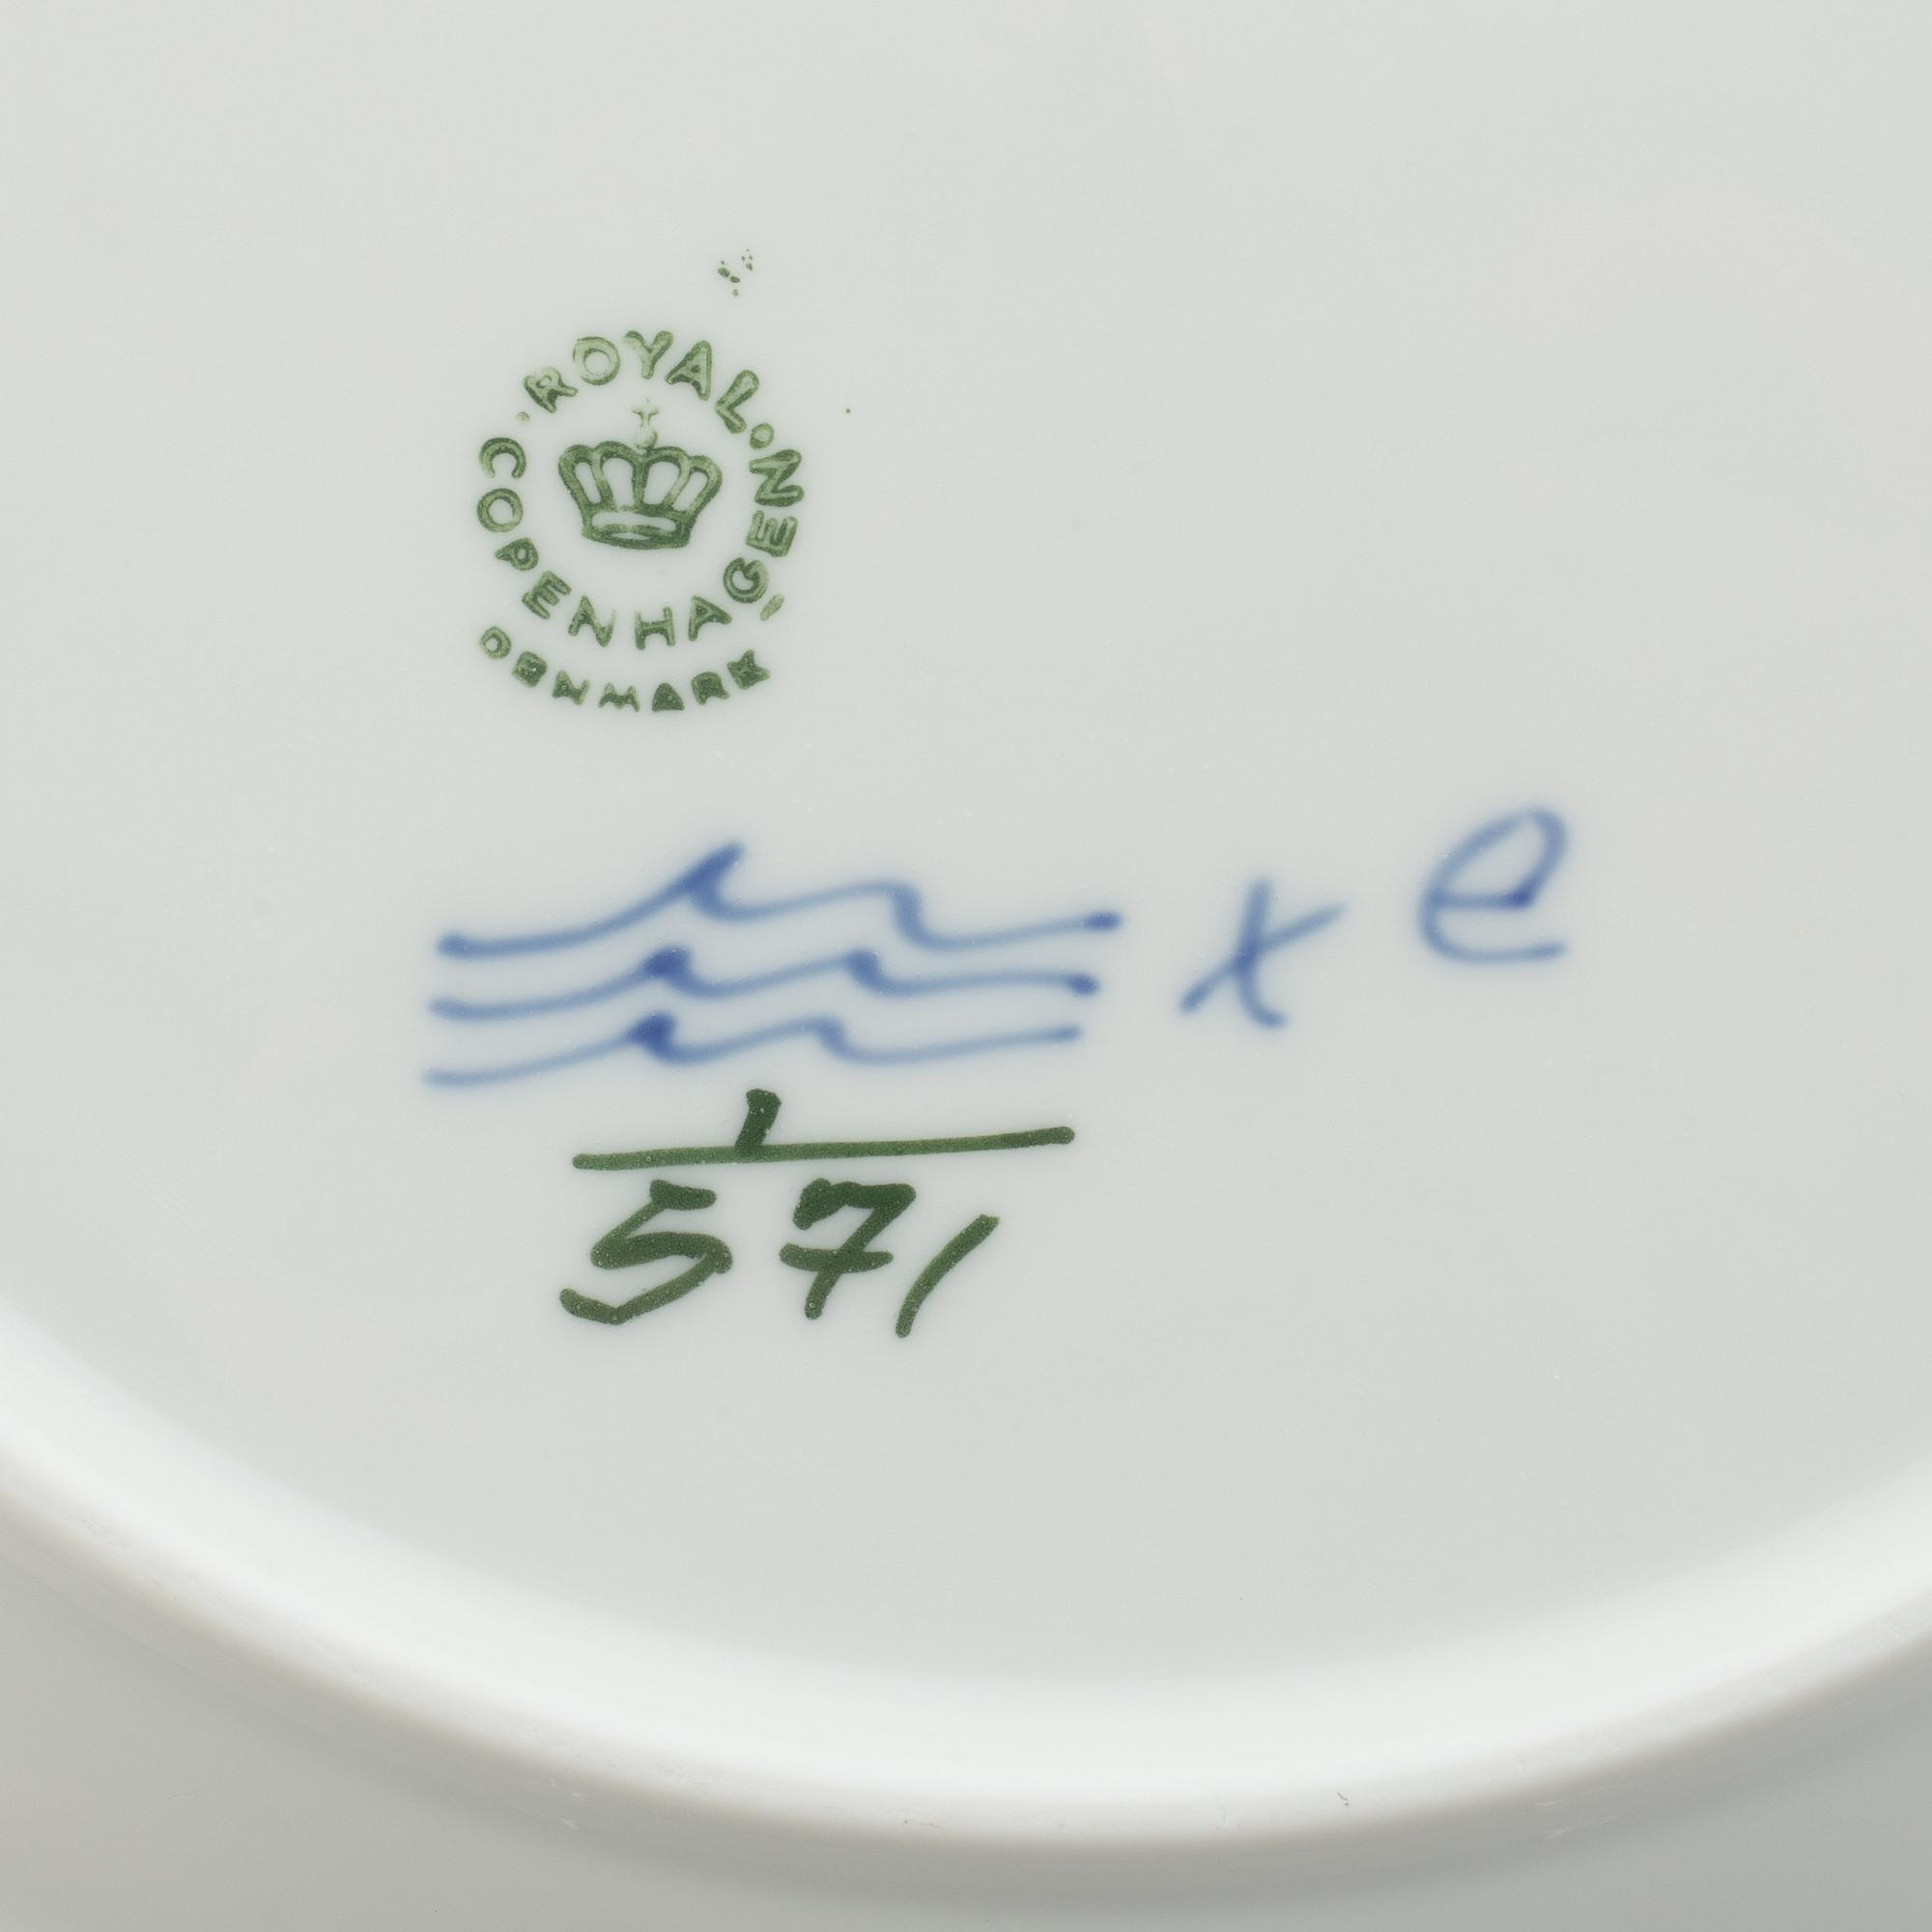 ROYAL
COPENHAGEN
DENMARK
x e
1
571